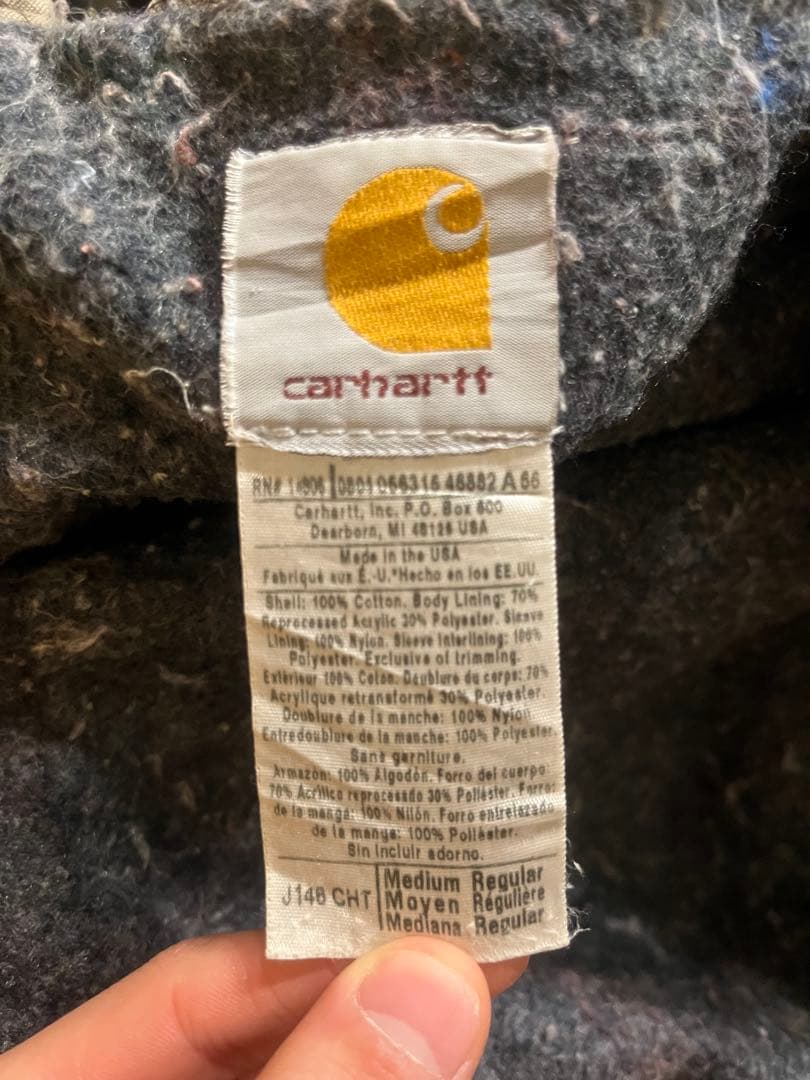 carhartt
RN# 14806 0801 056316 46882 A 56
Carhartt, Inc. P.O. Box 600
Dearborn, MI 48126 USA
Made in the USA
Fabriqué aux É.-U.*Hecho en los EE.UU.
Shell: 100% Cotton. Body Lining: 70%
Reprocessed Acrylic 30% Polyester. Sleeve
Lining: 100% Nylon. Sleeve Interlining: 100%
Polyester. Exclusive of trimming.
Extérieur 100% Coton. Doublure du corps: 70%
Acrylique retransformé 30% Polyester.
Doublure de la manche: 100% Nylon
Entredoublure de la manche: 100% Polyester.
Sans garniture.
Armazón: 100% Algodón. Forro del cuerpo:
70% Acrílico reprocesado 30% Poliéster. Forro:
de la manga: 100% Nilón. Forro entrelazado
de la manga: 100% Poliéster.
Sin incluir adorno.
J146 CHT
Medium Regular
Moyen Régulière
Mediana Regular